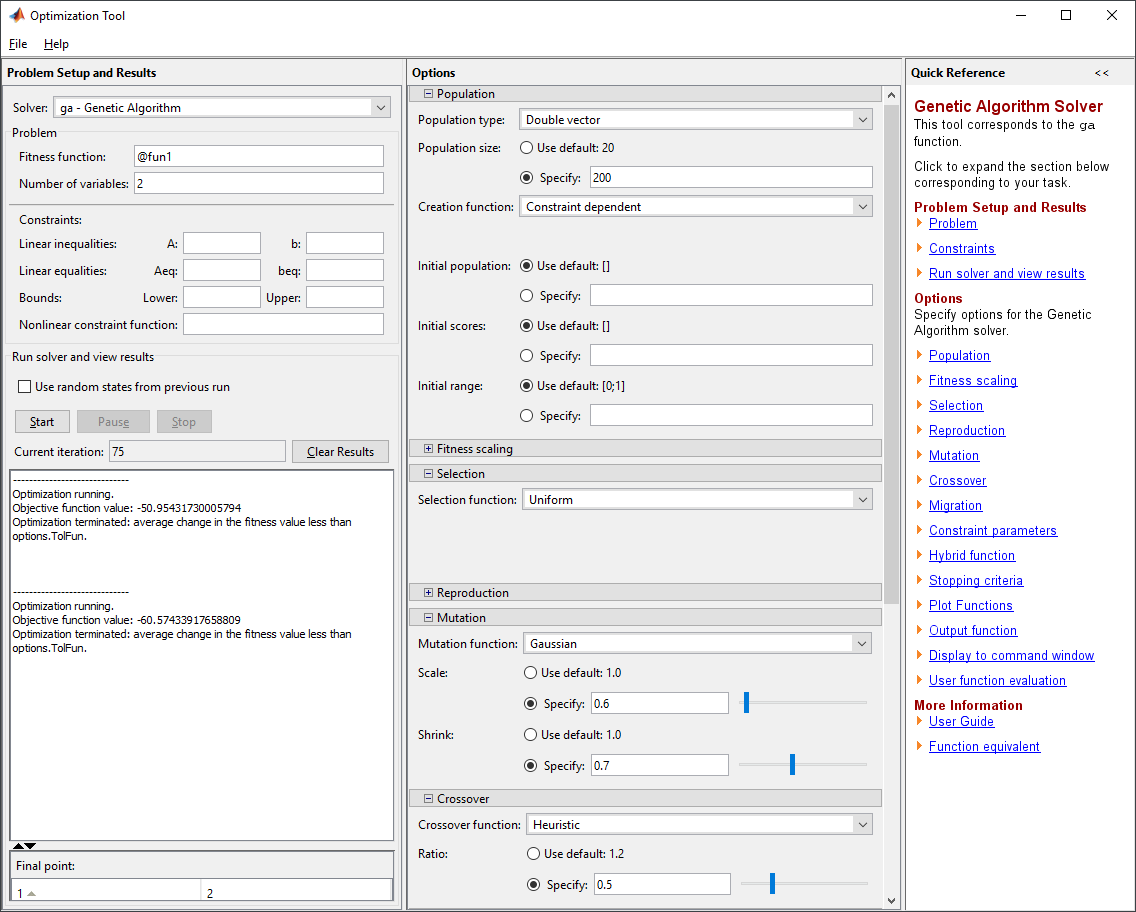 Optimization Tool
File Help
Problem Setup and Results
Solver: ga - Genetic Algorithm
Problem
Fitness function: @fun1
Number of variables: 2
Constraints:
Linear inequalities: A: b:
Linear equalities: Aeq: beq:
Bounds: Lower: Upper:
Nonlinear constraint function:
Run solver and view results
Use random states from previous run
Start Pause Stop
Current iteration: 75 Clear Results
-----------------------------
Optimization running.
Objective function value: -50.95431730005794
Optimization terminated: average change in the fitness value less than
options.TolFun.
-----------------------------
Optimization running.
Objective function value: -60.57433917658809
Optimization terminated: average change in the fitness value less than
options.TolFun.
Final point:
1 2
Options
Population
Population type: Double vector
Population size: Use default: 20
Specify: 200
Creation function: Constraint dependent
Initial population: Use default: []
Specify:
Initial scores: Use default: []
Specify:
Initial range: Use default: [0;1]
Specify:
Fitness scaling
Selection
Selection function: Uniform
Reproduction
Mutation
Mutation function: Gaussian
Scale: Use default: 1.0
Specify: 0.6
Shrink: Use default: 1.0
Specify: 0.7
Crossover
Crossover function: Heuristic
Ratio: Use default: 1.2
Specify: 0.5
Quick Reference <<
Genetic Algorithm Solver
This tool corresponds to the ga
function.
Click to expand the section below
corresponding to your task.
Problem Setup and Results
Problem
Constraints
Run solver and view results
Options
Specify options for the Genetic
Algorithm solver.
Population
Fitness scaling
Selection
Reproduction
Mutation
Crossover
Migration
Constraint parameters
Hybrid function
Stopping criteria
Plot Functions
Output function
Display to command window
User function evaluation
More Information
User Guide
Function equivalent